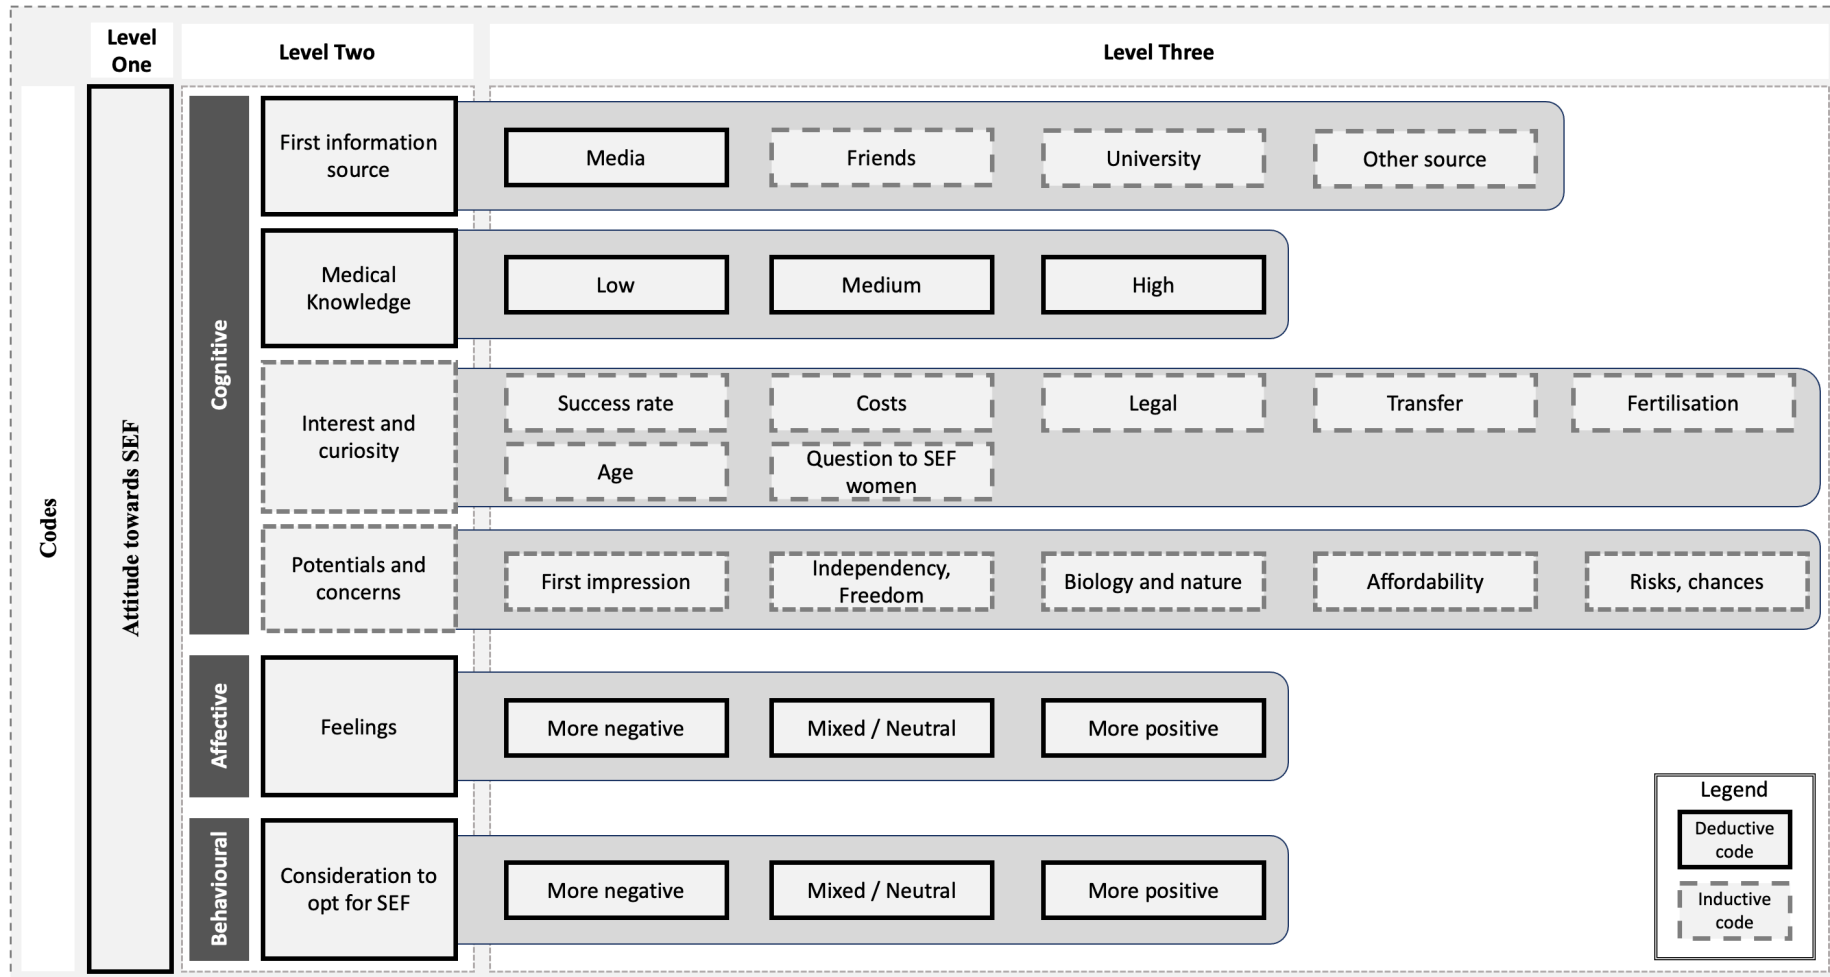 Level
One
Level Two
Level Three
Codes
Attitude towards SEF
Cognitive
First information
source
Media
Friends
University
Other source
Medical
Knowledge
Low
Medium
High
Interest and
curiosity
Success rate
Costs
Legal
Transfer
Fertilisation
Age
Question to SEF
women
Potentials and
concerns
First impression
Independency,
Freedom
Biology and nature
Affordability
Risks, chances
Affective
Feelings
More negative
Mixed / Neutral
More positive
Behavioural
Consideration to
opt for SEF
More negative
Mixed / Neutral
More positive
Legend
Deductive
code
Inductive
code